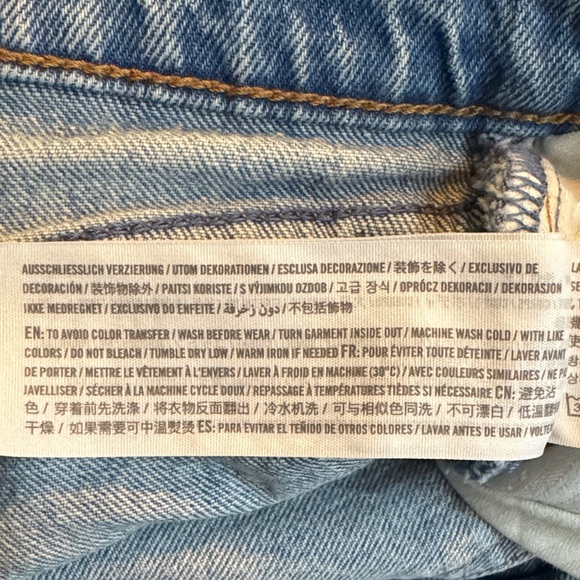 AUSSCHLIESSLICH VERZIERUNG / UTOM DEKORATIONEN / ESCLUSA DECORAZIONE / 装飾を除く / EXCLUSIVO DE
DECORACIÓN / 装饰物除外 / PAITSI KORISTE / S VÝJIMKOU OZDOB / 고급 장식 / OPRÓCZ DEKORACJI / DEKORASJON
IKKE MEDREGNET / EXCLUSIVO DO ENFEITE / دون زخرفة / 不包括飾物
EN: TO AVOID COLOR TRANSFER / WASH BEFORE WEAR / TURN GARMENT INSIDE OUT / MACHINE WASH COLD / WITH LIKE
COLORS / DO NOT BLEACH / TUMBLE DRY LOW / WARM IRON IF NEEDED FR: POUR ÉVITER TOUTE DÉTEINTE / LAVER AVANT
DE PORTER / METTRE LE VÊTEMENT À L'ENVERS / LAVER À FROID EN MACHINE (30°C) / AVEC COULEURS SIMILAIRES / NE
JAVELLISER / SÉCHER À LA MACHINE CYCLE DOUX / REPASSAGE À TEMPÉRATURES TIÈDES SI NÉCESSAIRE CN: 避免沾
色 / 穿着前先洗涤 / 将衣物反面翻出 / 冷水机洗 / 可与相似色同洗 / 不可漂白 / 低温翻
干燥 / 如果需要可中温熨烫 ES: PARA EVITAR EL TEÑIDO DE OTROS COLORES / LAVAR ANTES DE USAR /